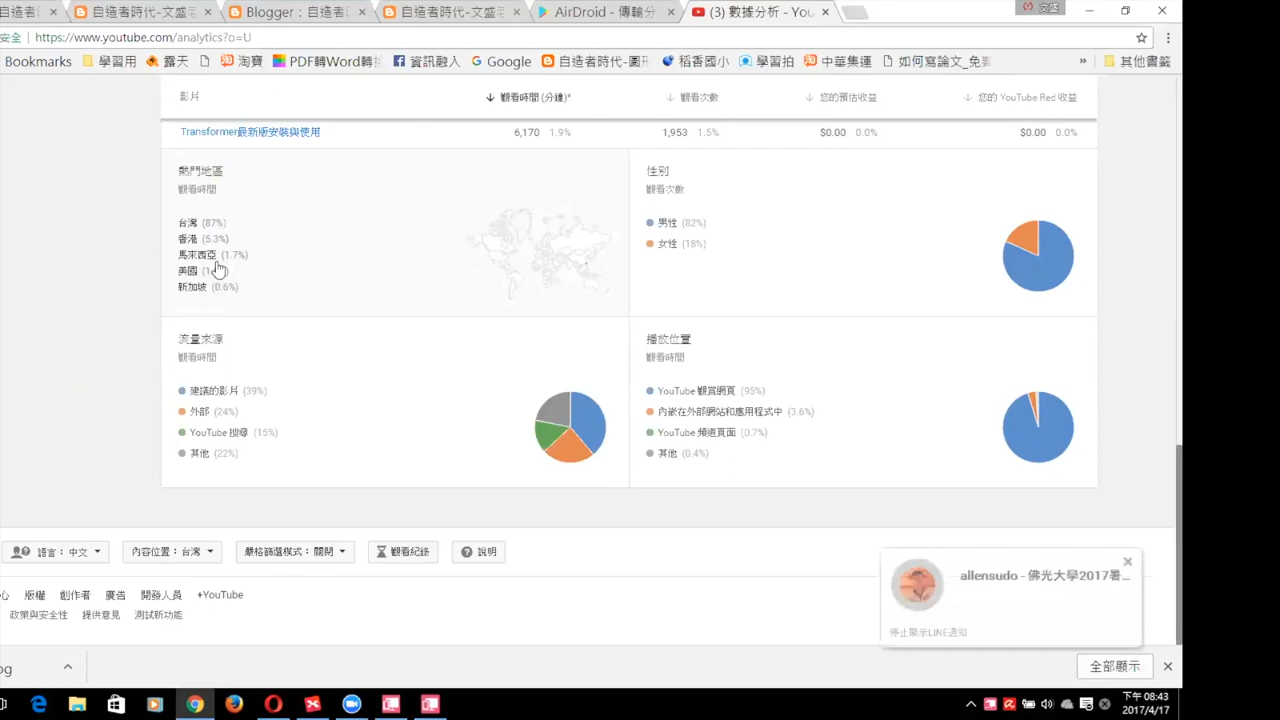 自造者時代-文盛老
Blogger：自造者時
自造者時代-文盛老
AirDroid - 傳輸分
(3) 數據分析 - You
文盛
安全 https://www.youtube.com/analytics?o=U
Bookmarks 學習用 露天 淘寶 PDF轉Word轉 資訊融入 Google 自造者時代-圖形 稻香國小 學習拍 中華集運 如何寫論文_免 » 其他書籤
影片 觀看時間 (分鐘)* 觀看次數 您的預估收益 您的 YouTube Red 收益
Transformer最新版安裝與使用 6,170 1.9% 1,953 1.5% $0.00 0.0% $0.00 0.0%
熱門地區
觀看時間
台灣 (87%)
香港 (5.3%)
馬來西亞 (1.7%)
美國
新加坡 (0.6%)
性別
觀看次數
男性 (82%)
女性 (18%)
流量來源
觀看時間
建議的影片 (39%)
外部 (24%)
YouTube 搜尋 (15%)
其他 (22%)
播放位置
觀看時間
YouTube 觀賞網頁 (95%)
內嵌在外部網站和應用程式中 (3.6%)
YouTube 頻道頁面 (0.7%)
其他 (0.4%)
語言：中文 內容位置：台灣 嚴格篩選模式：關閉 觀看紀錄 說明
心 版權 創作者 廣告 開發人員 +YouTube
政策與安全性 提供意見 測試新功能
allensudo - 佛光大學2017暑...
停止顯示LINE通知
og
全部顯示
下午 08:43
2017/4/17